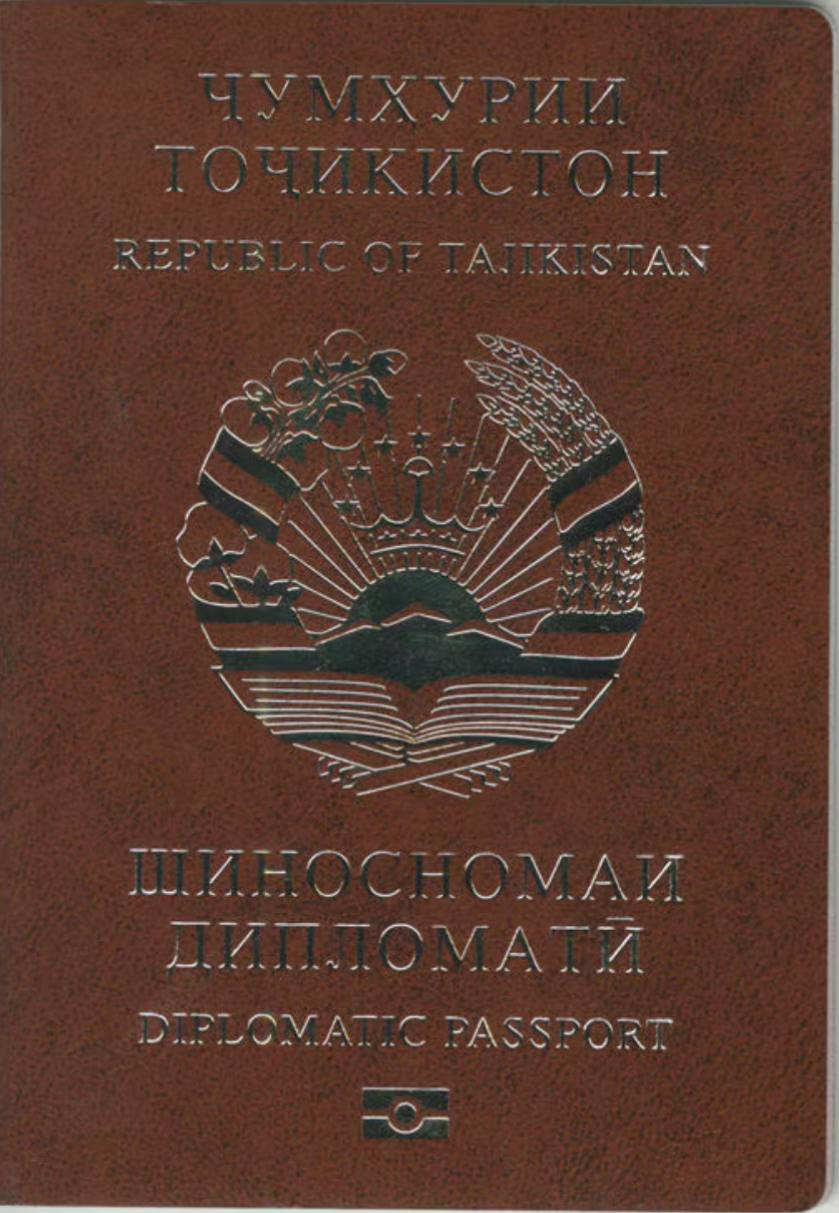 ҶУМҲУРИИ
ТОҶИКИСТОН
REPUBLIC OF TAJIKISTAN
ШИНОСНОМАИ
ДИПЛОМАТӢ
DIPLOMATIC PASSPORT